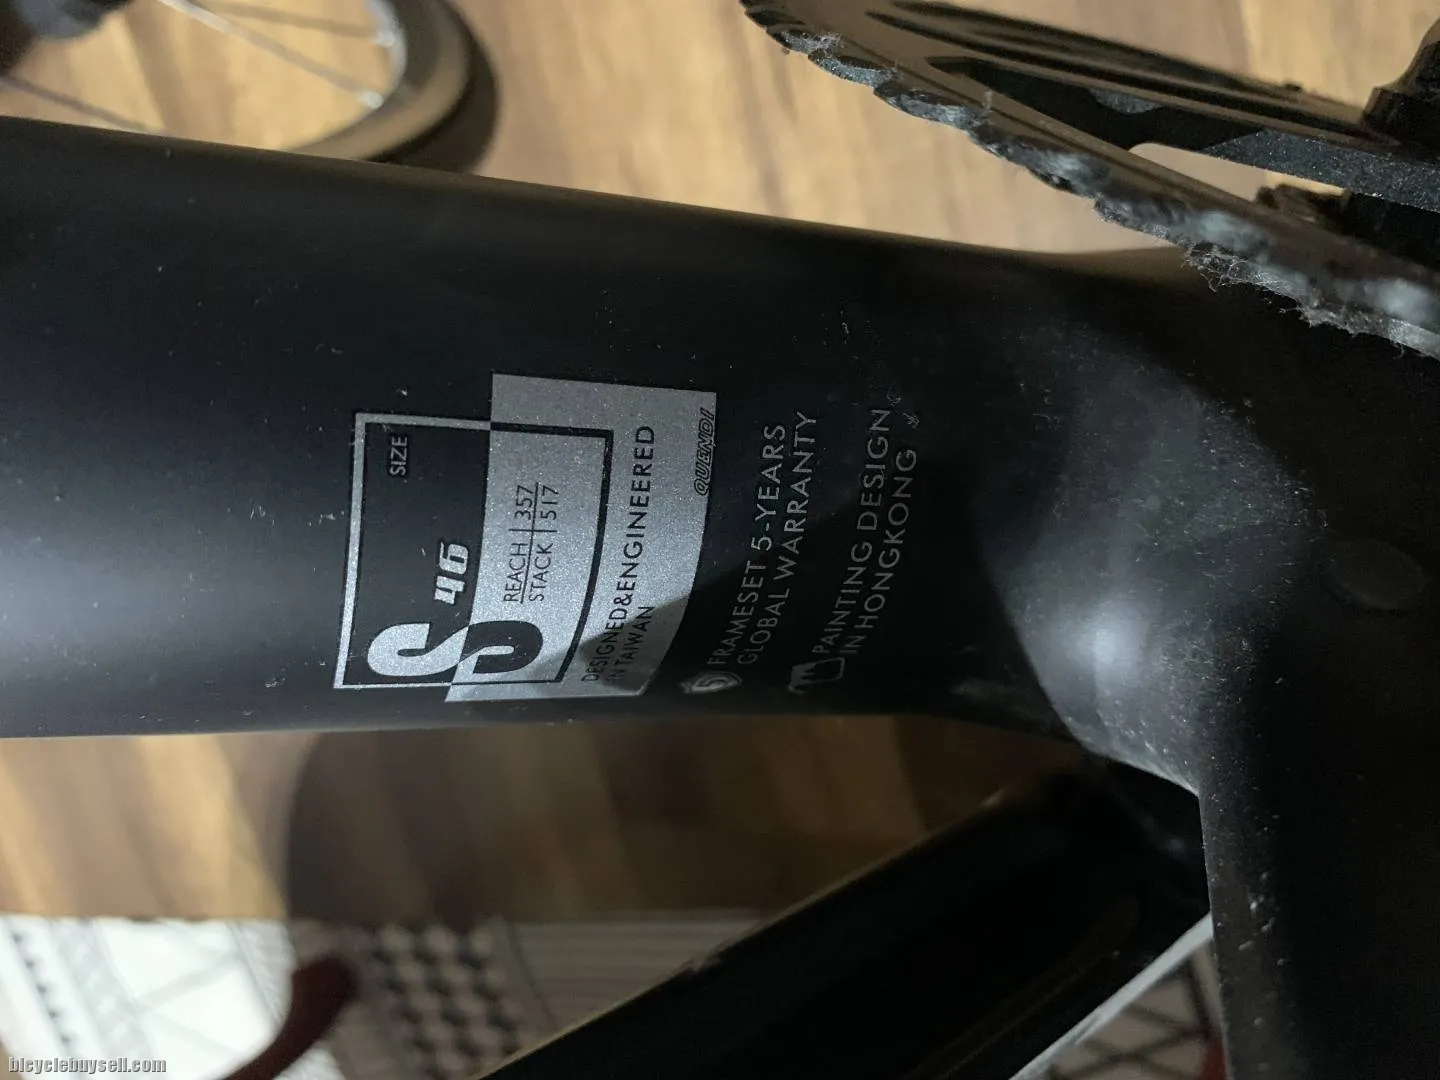 SIZE
S 46
REACH | 357
STACK | 517
DESIGNED&ENGINEERED
IN TAIWAN
QUENDI
FRAMESET 5-YEARS
GLOBAL WARRANTY
PAINTING DESIGN
IN HONGKONG
bicyclebuysell.com